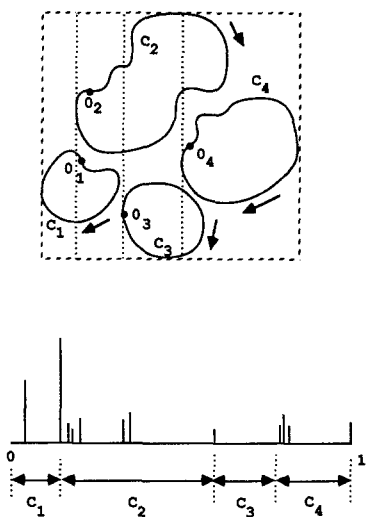 C₂
C₄
O₂
O₁
O₄
O₃
C₁
C₃
0
1
C₁
C₂
C₃
C₄